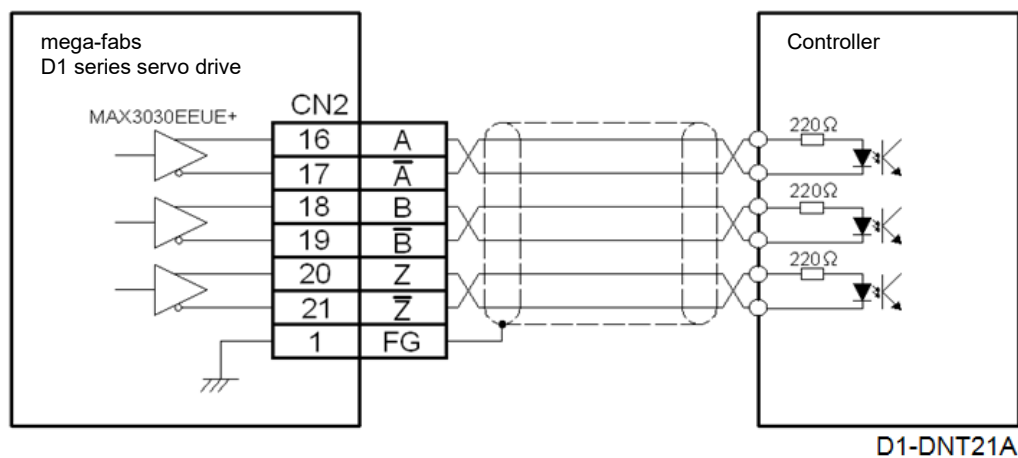 mega-fabs
D1 series servo drive
Controller
MAX3030EEUE+
CN2
16 A
17 A̅
18 B
19 B̅
20 Z
21 Z̅
1 FG
220Ω
220Ω
220Ω
D1-DNT21A